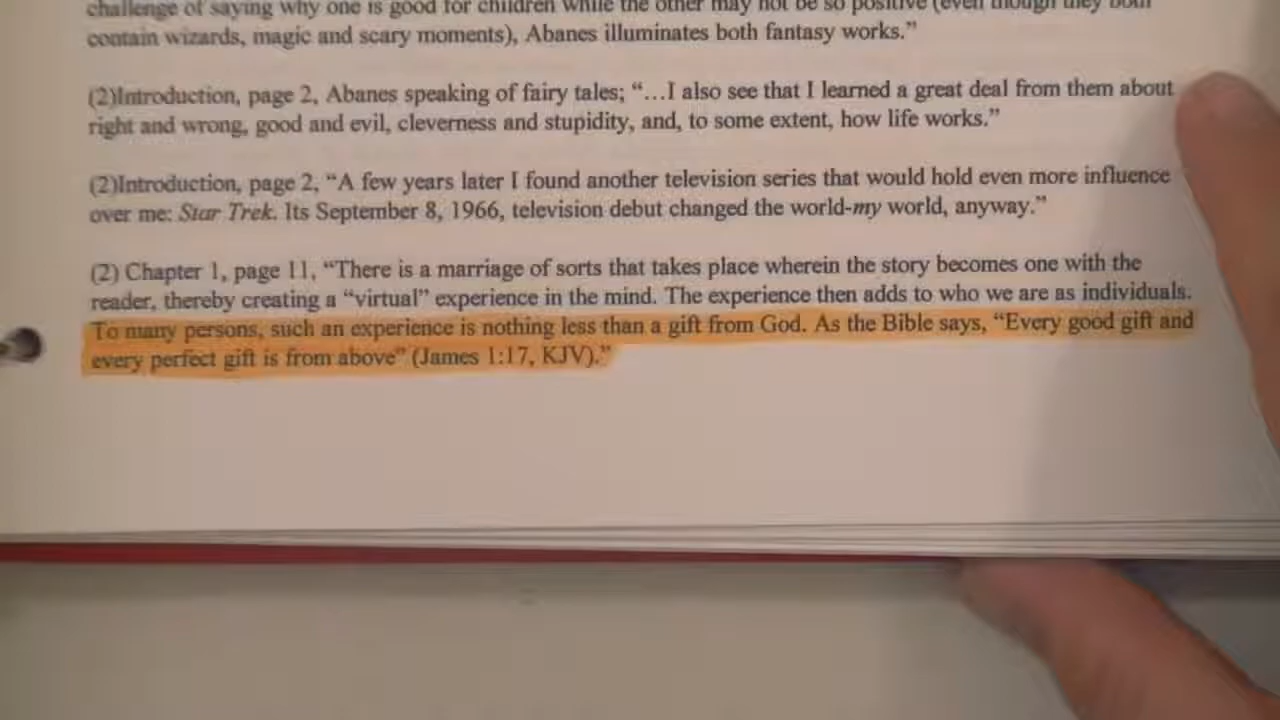 challenge of saying why one is good for children while the other may not be so positive (even though they both
contain wizards, magic and scary moments), Abanes illuminates both fantasy works.”
(2)Introduction, page 2, Abanes speaking of fairy tales; “…I also see that I learned a great deal from them about
right and wrong, good and evil, cleverness and stupidity, and, to some extent, how life works.”
(2)Introduction, page 2, “A few years later I found another television series that would hold even more influence
over me: Star Trek. Its September 8, 1966, television debut changed the world-my world, anyway.”
(2) Chapter 1, page 11, “There is a marriage of sorts that takes place wherein the story becomes one with the
reader, thereby creating a “virtual” experience in the mind. The experience then adds to who we are as individuals.
To many persons, such an experience is nothing less than a gift from God. As the Bible says, “Every good gift and
every perfect gift is from above” (James 1:17, KJV).”